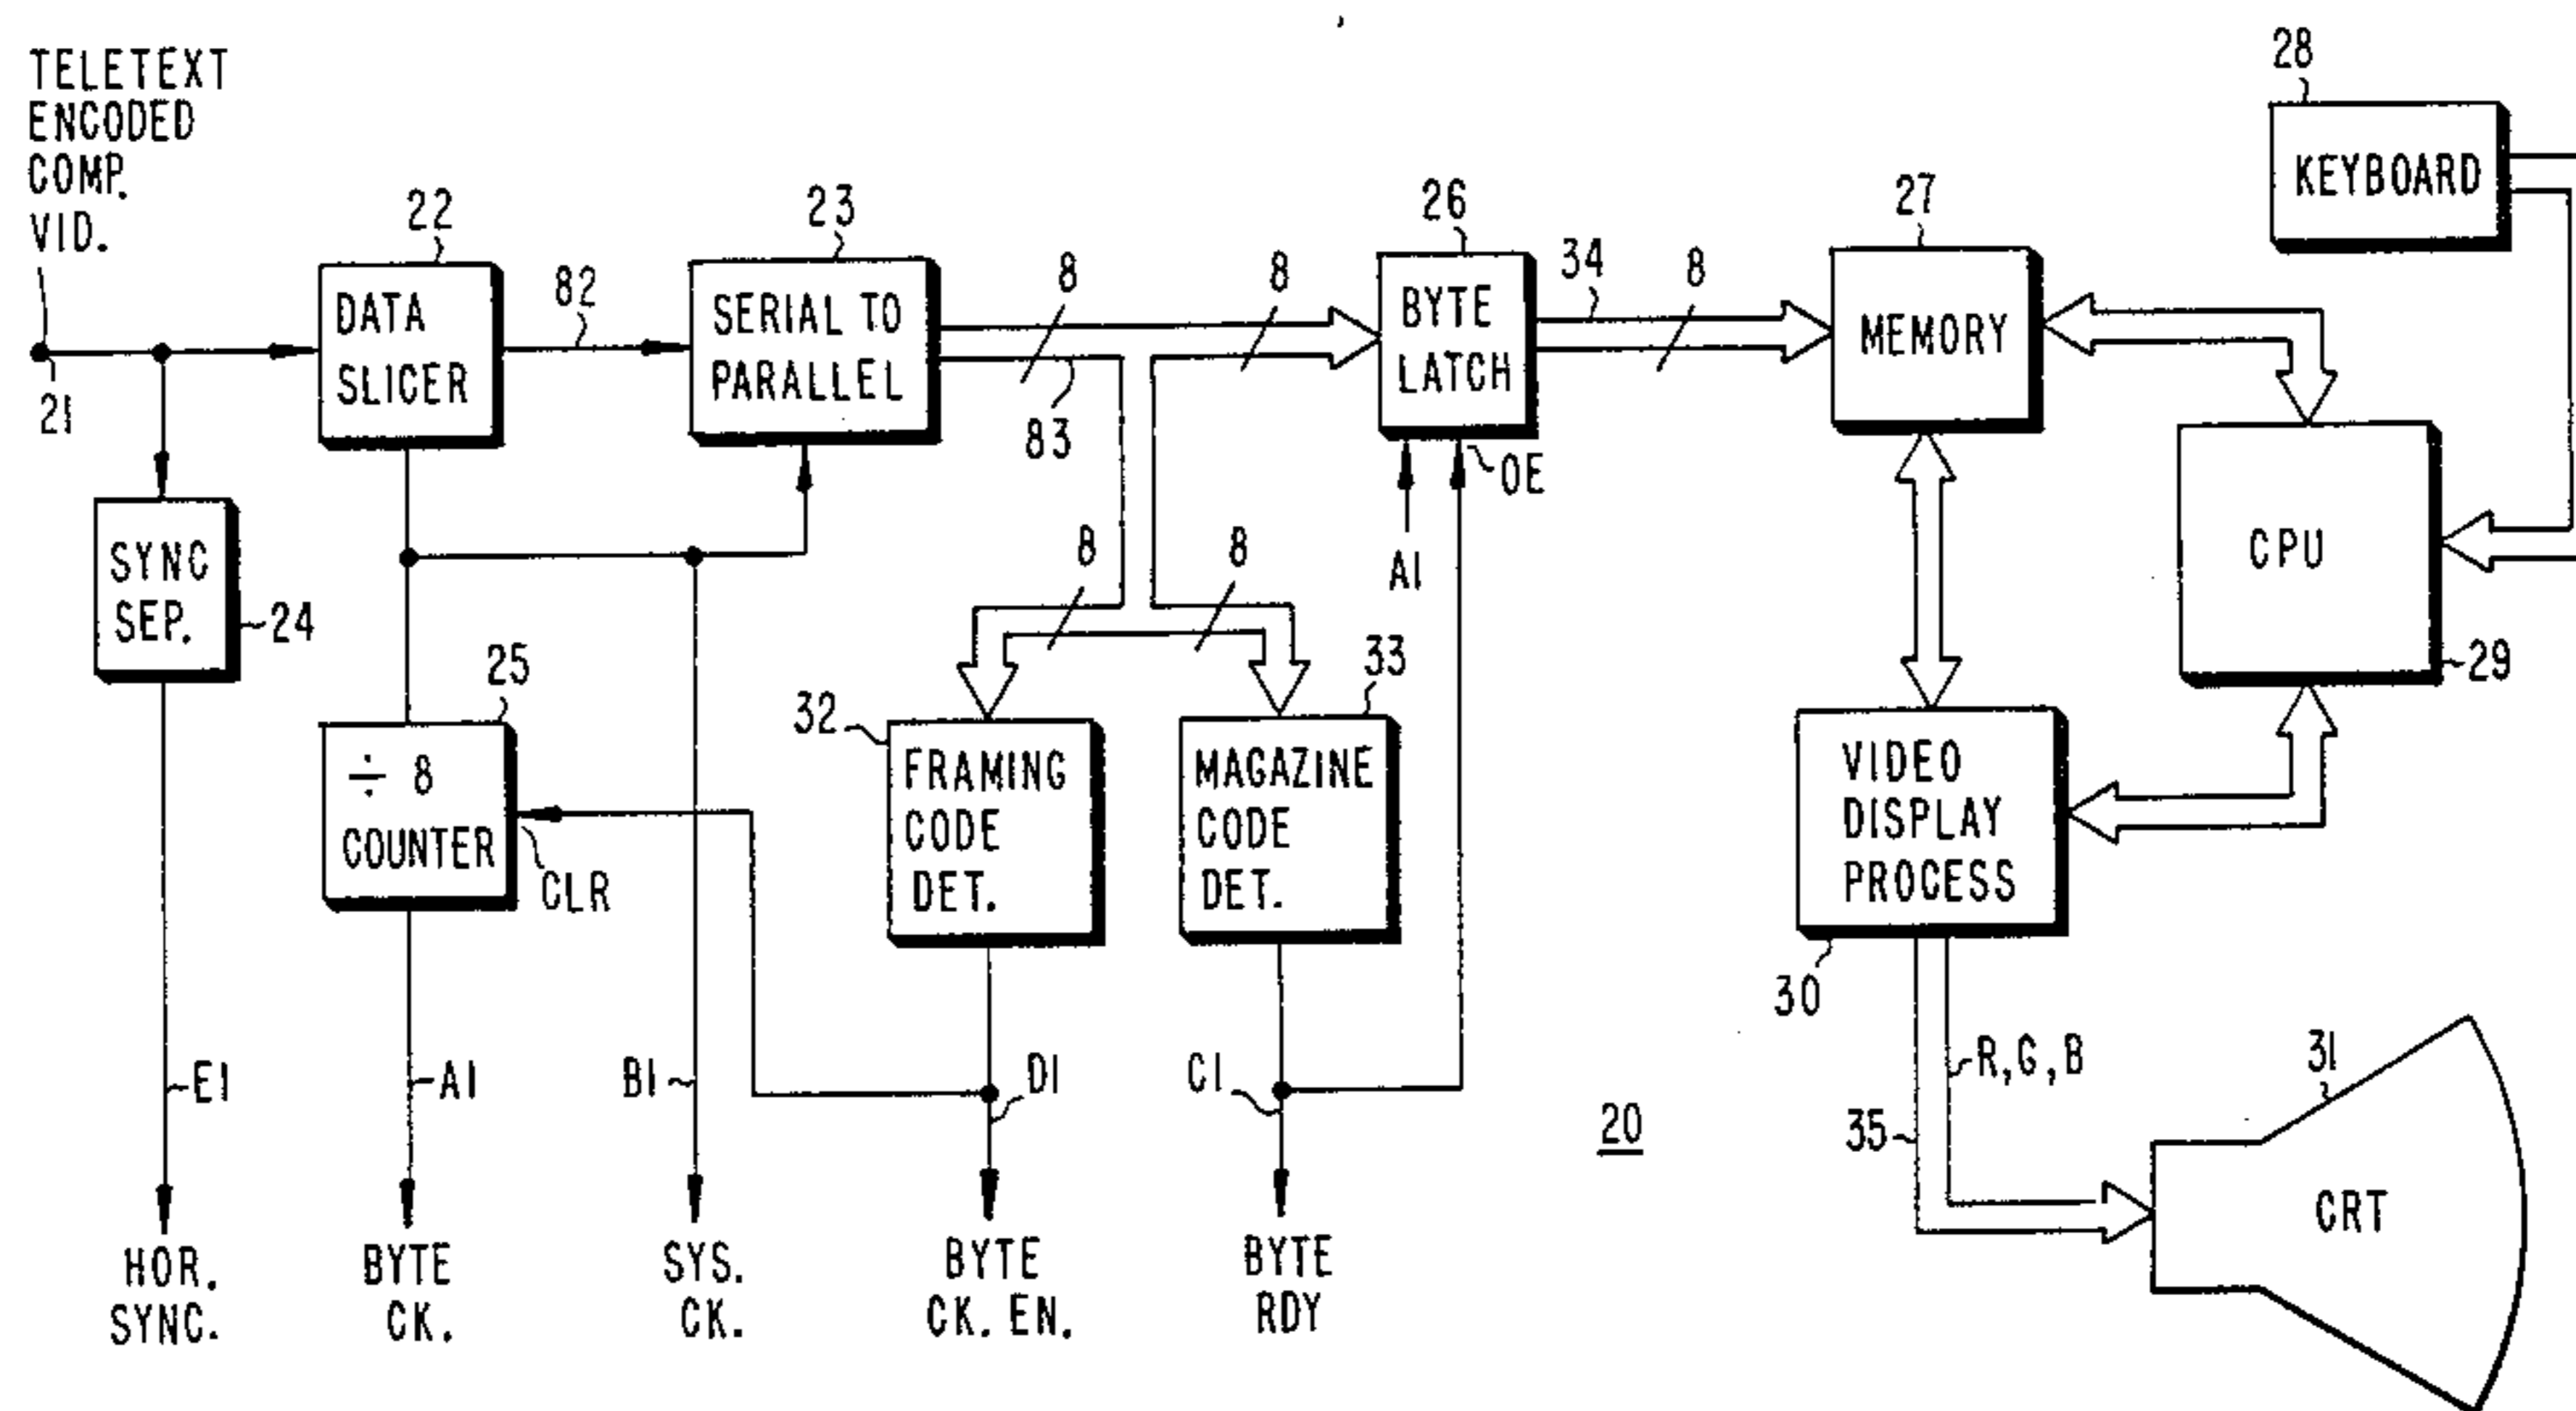 TELETEXT
ENCODED
COMP.
VID.
21
22
DATA
SLICER
82
23
SERIAL TO
PARALLEL
8
83
8
26
BYTE
LATCH
A1
OE
34
8
27
MEMORY
28
KEYBOARD
CPU
29
SYNC
SEP.
24
25
÷ 8
COUNTER
CLR
8
8
32
FRAMING
CODE
DET.
33
MAGAZINE
CODE
DET.
VIDEO
DISPLAY
PROCESS
30
E1
A1
B1
D1
C1
20
R, G, B
35
31
CRT
HOR.
SYNC.
BYTE
CK.
SYS.
CK.
BYTE
CK. EN.
BYTE
RDY